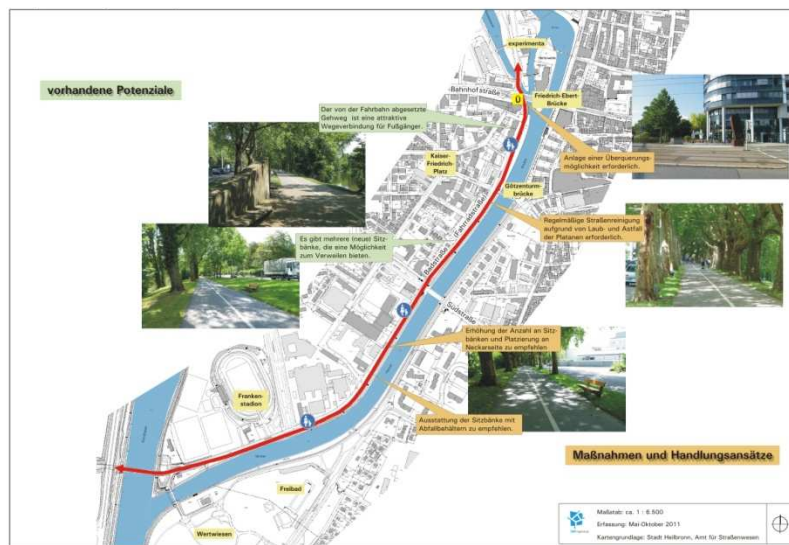 experimenta
vorhandene Potenziale
Bahnhofstraße
Ü
Friedrich-Ebert-
Brücke
Der von der Fahrbahn abgesetzte
Gehweg ist eine attraktive
Wegeverbindung für Fußgänger.
Kaiser-
Friedrich-
Platz
Anlage einer Überquerungs-
möglichkeit erforderlich.
Götzenturm-
brücke
Badstraße (Fahrradstraße)
Regelmäßige Straßenreinigung
aufgrund von Laub- und Astfall
der Platanen erforderlich.
Es gibt mehrere (neue) Sitz-
bänke, die eine Möglichkeit
zum Verweilen bieten.
Südstraße
Erhöhung der Anzahl an Sitz-
bänken und Platzierung an
Neckarseite zu empfehlen
Franken-
stadion
Ausstattung der Sitzbänke mit
Abfallbehältern zu empfehlen.
Maßnahmen und Handlungsansätze
Freibad
Wertwiesen
Maßstab: ca. 1 : 6.500
Erfassung: Mai-Oktober 2011
Kartengrundlage: Stadt Heilbronn, Amt für Straßenwesen